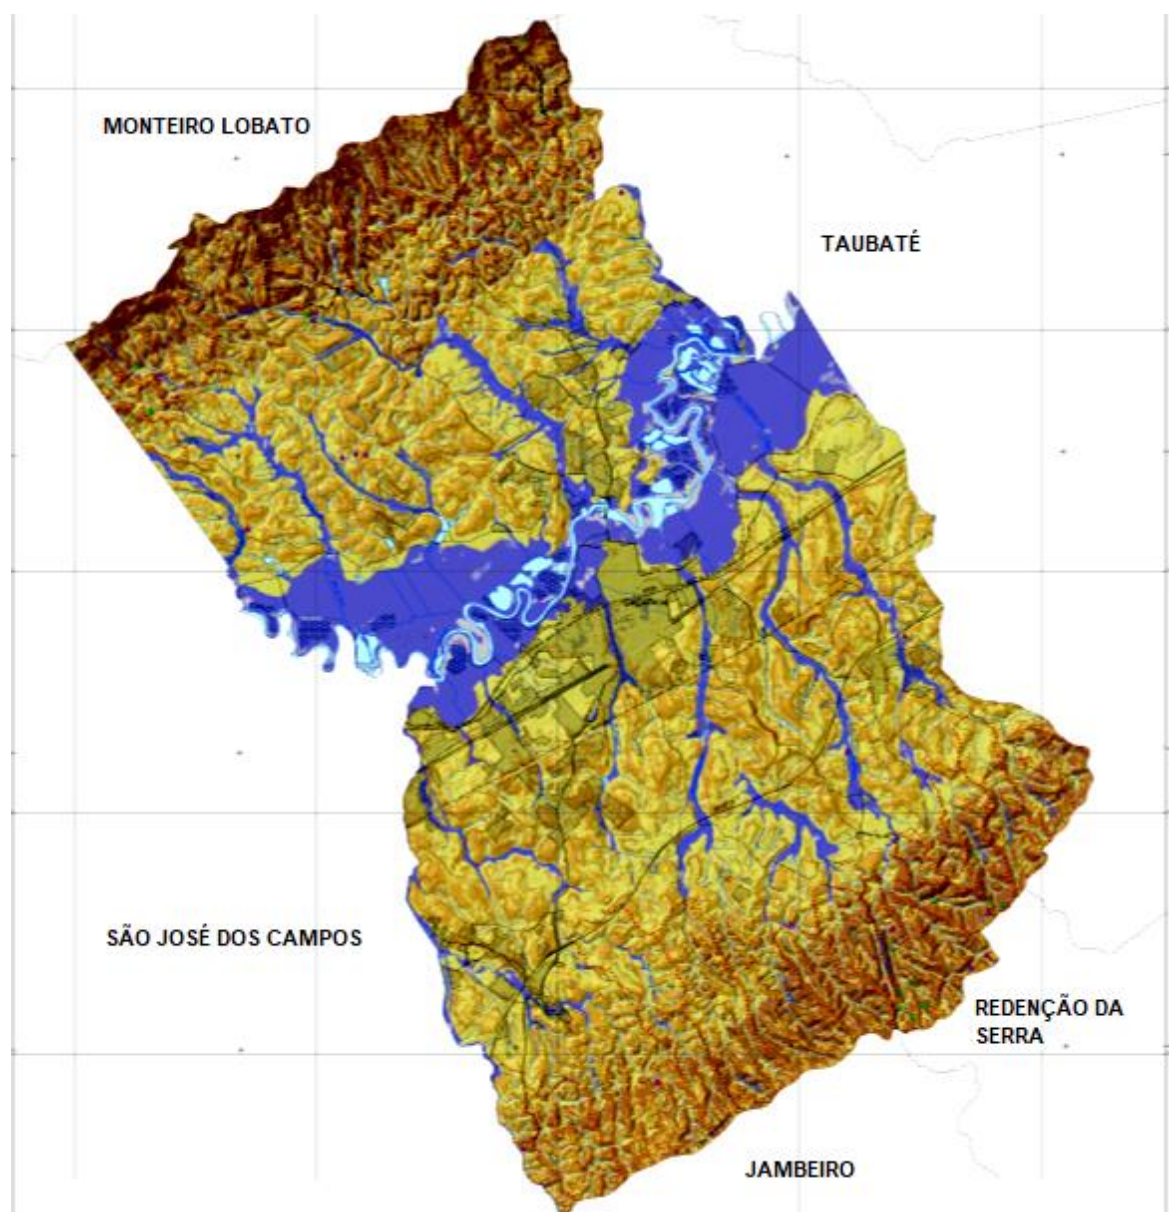 MONTEIRO LOBATO
TAUBATÉ
SÃO JOSÉ DOS CAMPOS
REDENÇÃO DA
SERRA
JAMBEIRO